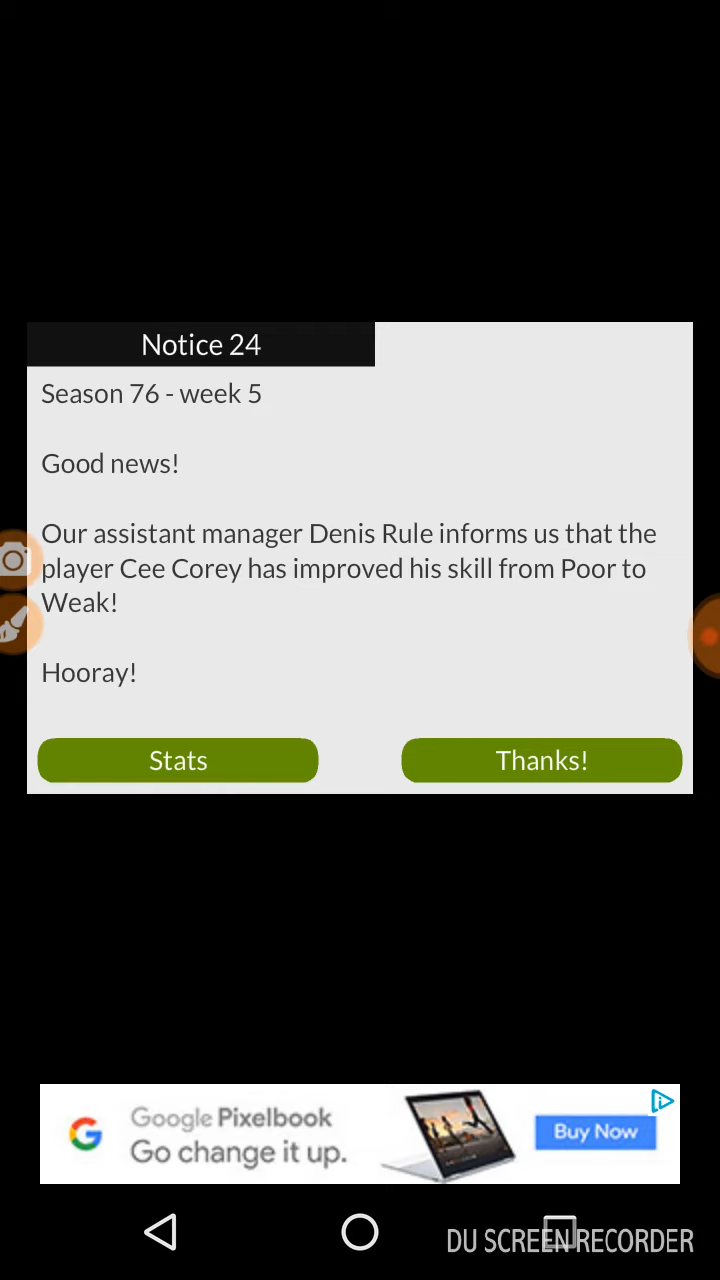 Notice 24
Season 76 - week 5
Good news!
Our assistant manager Denis Rule informs us that the
player Cee Corey has improved his skill from Poor to
Weak!
Hooray!
Stats
Thanks!
Google Pixelbook
Go change it up.
Buy Now
DU SCREEN RECORDER